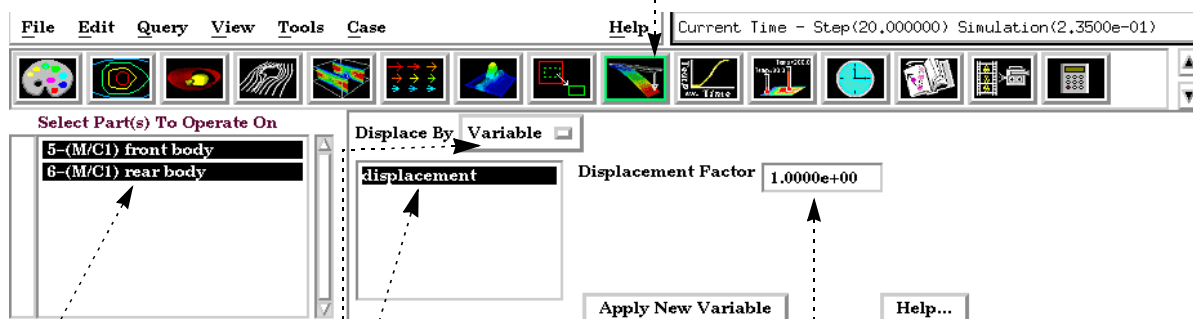 File Edit Query View Tools Case Help
Current Time - Step(20.000000) Simulation(2.3500e-01)
Select Part(s) To Operate On
5-(M/C1) front body
6-(M/C1) rear body
Displace By Variable
displacement
Displacement Factor 1.0000e+00
Apply New Variable
Help...